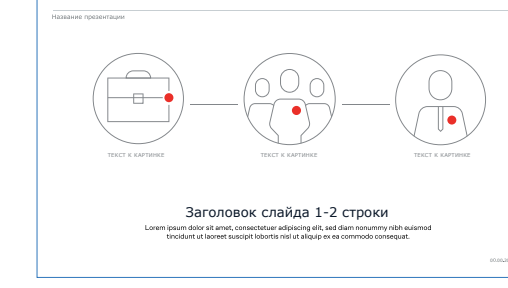 Название презентации
ТЕКСТ К КАРТИНКЕ ТЕКСТ К КАРТИНКЕ ТЕКСТ К КАРТИНКЕ
Заголовок слайда 1-2 строки
Lorem ipsum dolor sit amet, consectetuer adipiscing elit, sed diam nonummy nibh euismod
tincidunt ut laoreet suscipit lobortis nisl ut aliquip ex ea commodo consequat.